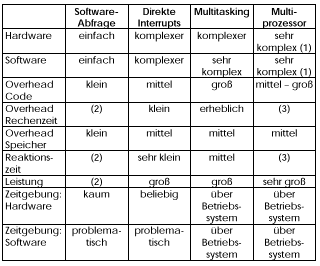 Software-Abfrage Direkte Interrupts Multitasking Multi-prozessor
Hardware einfach komplexer komplexer sehr komplex (1)
Software einfach komplexer sehr komplex sehr komplex (1)
Overhead Code klein mittel groß mittel – groß
Overhead Rechenzeit (2) klein erheblich (3)
Overhead Speicher klein mittel mittel mittel
Reaktions-zeit (2) sehr klein mittel (3)
Leistung (2) groß groß sehr groß
Zeitgebung: Hardware kaum beliebig über Betriebs-system über Betriebs-system
Zeitgebung: Software problema-tisch problema-tisch über Betriebs-system über Betriebs-system